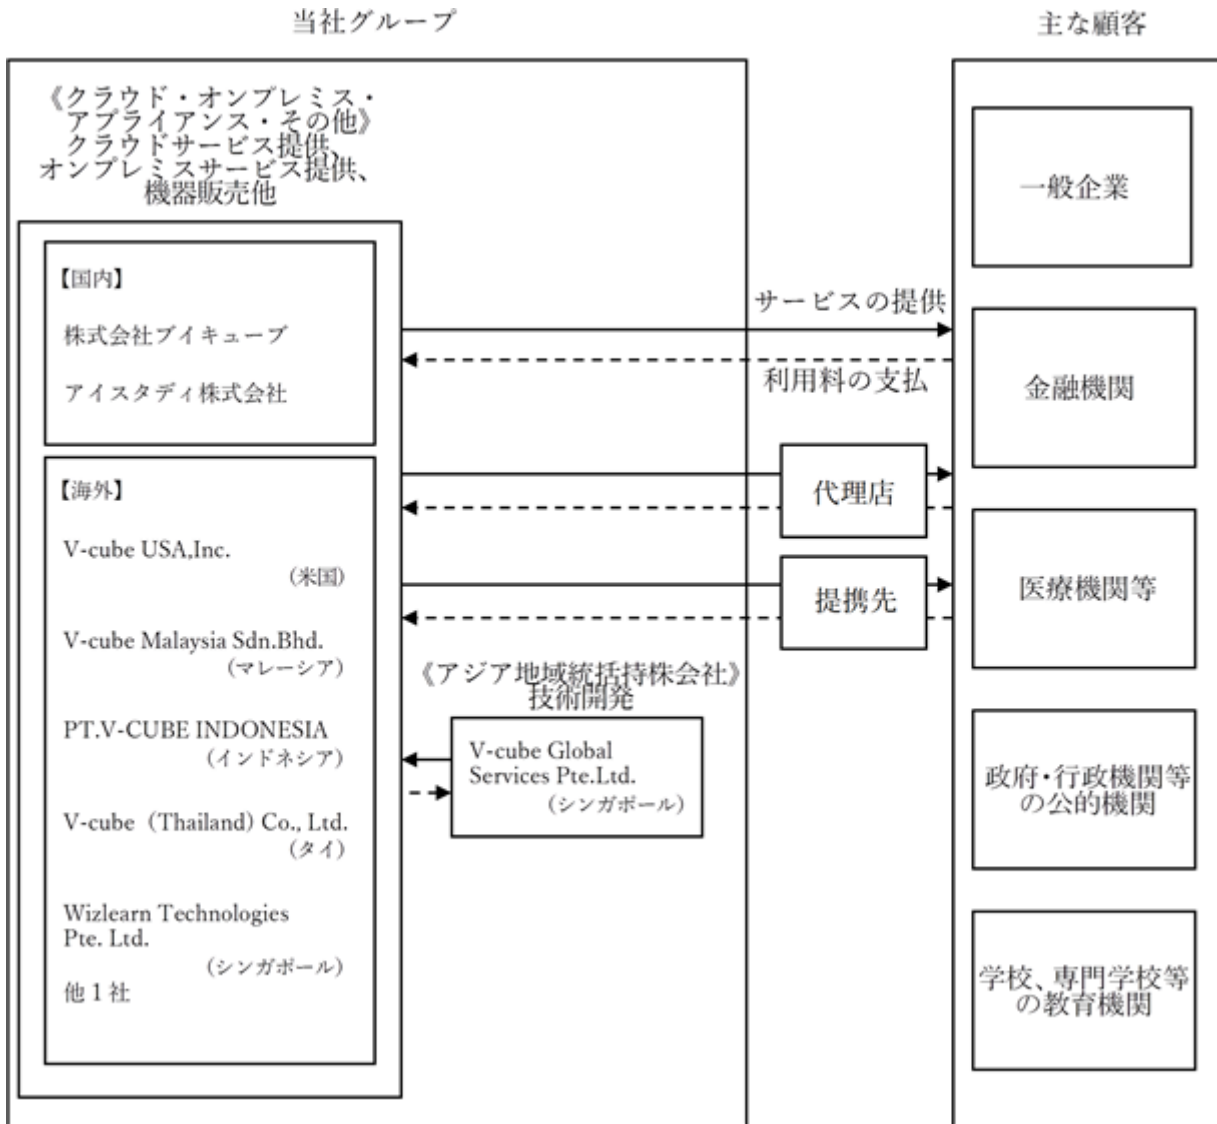 当社グループ
主な顧客
《クラウド・オンプレミス・
アプライアンス・その他》
クラウドサービス提供、
オンプレミスサービス提供、
機器販売他
【国内】
株式会社ブイキューブ
アイスタディ株式会社
【海外】
V-cube USA,Inc.
（米国）
V-cube Malaysia Sdn.Bhd.
（マレーシア）
PT.V-CUBE INDONESIA
（インドネシア）
V-cube（Thailand）Co., Ltd.
（タイ）
Wizlearn Technologies
Pte. Ltd.
（シンガポール）
他１社
サービスの提供
利用料の支払
代理店
提携先
《アジア地域統括持株会社》
技術開発
V-cube Global
Services Pte.Ltd.
（シンガポール）
一般企業
金融機関
医療機関等
政府・行政機関等
の公的機関
学校、専門学校等
の教育機関